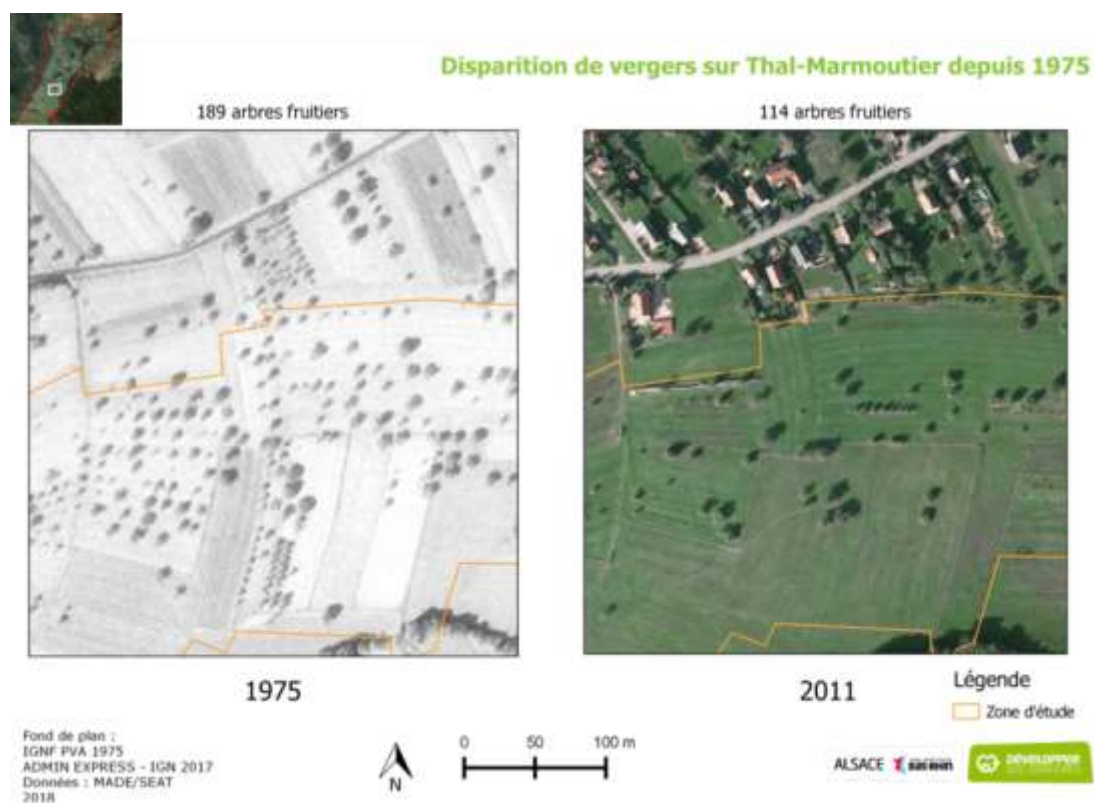 Disparition de vergers sur Thal-Marmoutier depuis 1975
189 arbres fruitiers
114 arbres fruitiers
1975
2011
Légende
Zone d'étude
Fond de plan :
IGNF PVA 1975
ADMIN EXPRESS - IGN 2017
Données : MADE/SEAT
2018
N
0 50 100 m
ALSACE
DÉVELOPPER